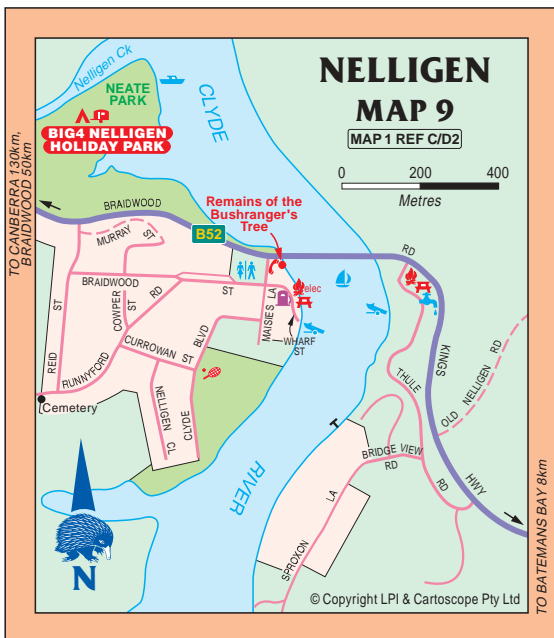 NELLIGEN
MAP 9
MAP 1 REF C/D2
0 200 400
Metres
Nelligen Ck
NEATE
PARK
BIG4 NELLIGEN
HOLIDAY PARK
CLYDE
TO CANBERRA 130km,
BRAIDWOOD 50km
BRAIDWOOD
B52
RD
Remains of the
Bushranger's
Tree
MURRAY
ST
BRAIDWOOD
ST
REID
ST
COWPER
ST
RUNNYFORD
RD
CURROWAN ST
CLYDE
BLVD
NELLIGEN
CL
MAISIES LA
WHARF
ST
elec
Cemetery
KINGS
HWY
THULE
RD
OLD NELLIGEN RD
BRIDGE VIEW
RD
SPROXON
LA
RIVER
N
TO BATEMANS BAY 8km
© Copyright LPI & Cartoscope Pty Ltd